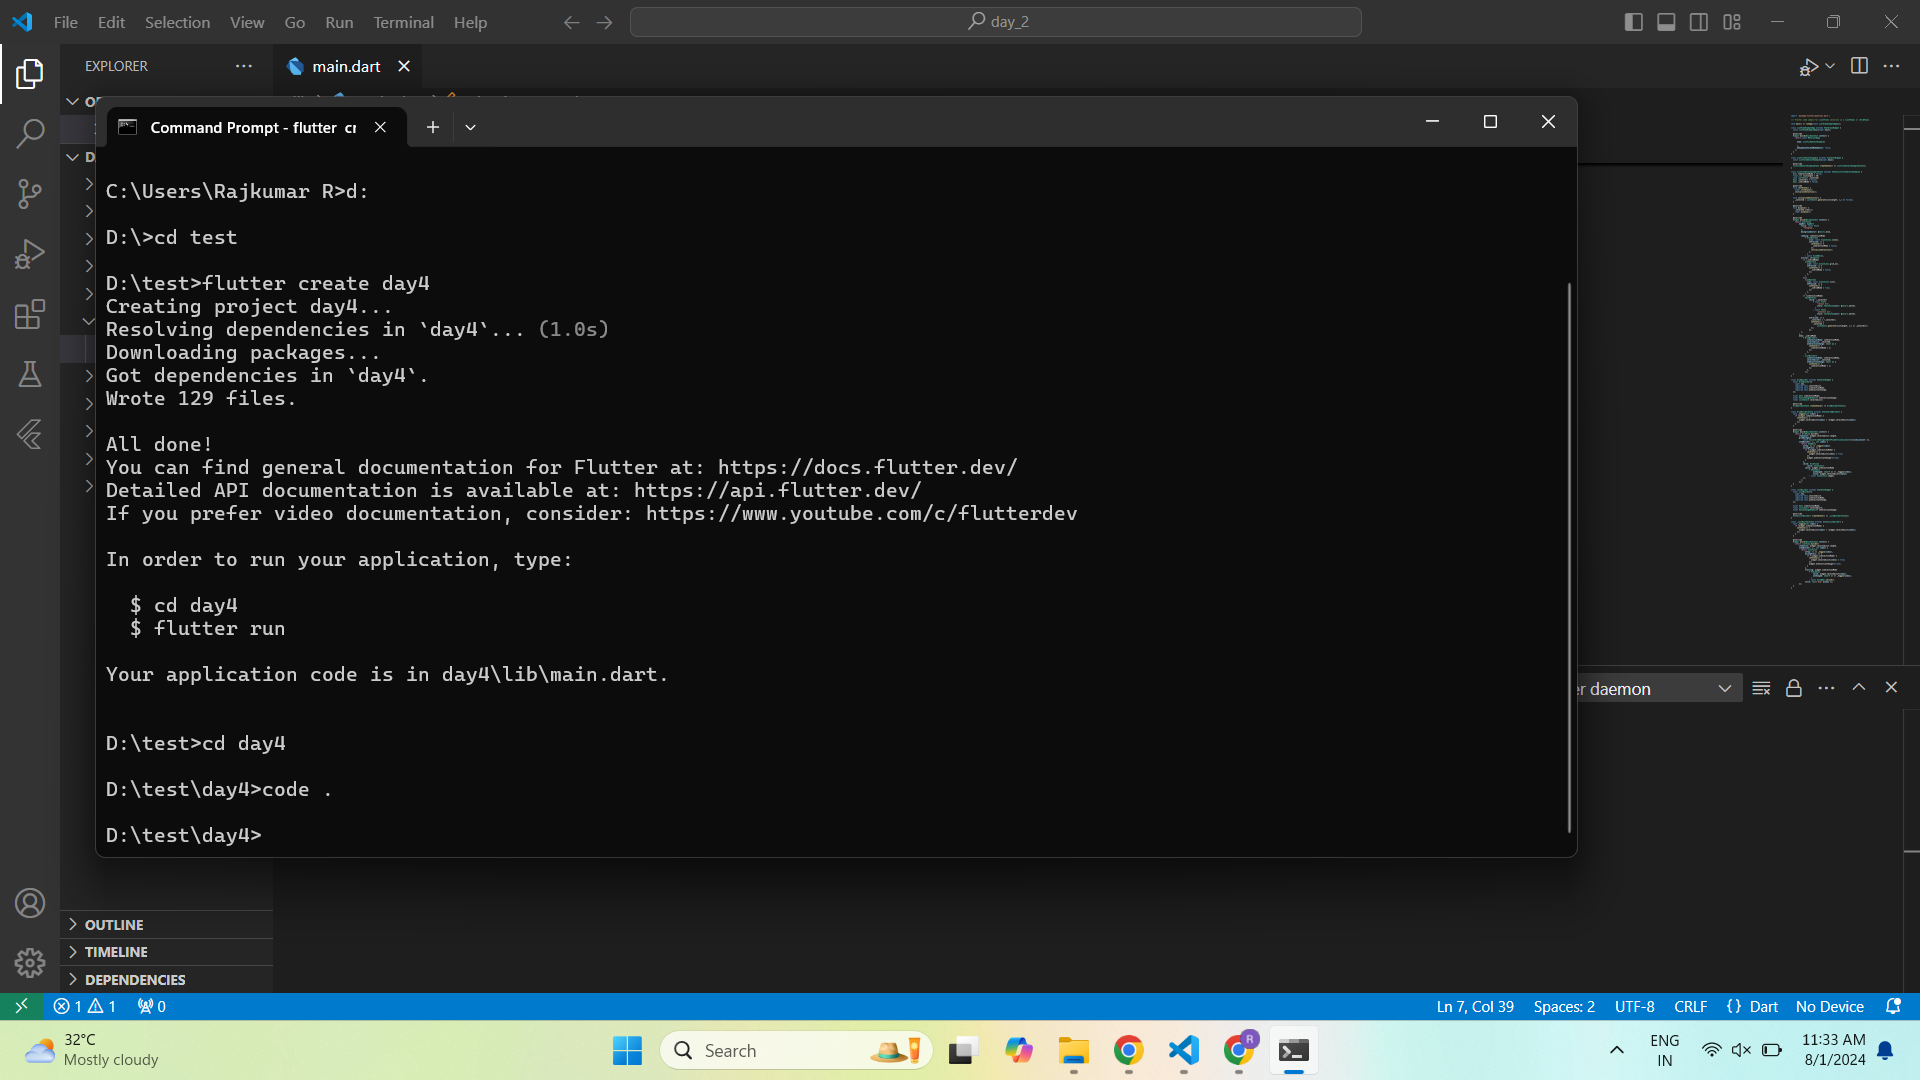 File Edit Selection View Go Run Terminal Help
day_2
EXPLORER
main.dart
Command Prompt - flutter cr
C:\Users\Rajkumar R>d:
D:\>cd test
D:\test>flutter create day4
Creating project day4...
Resolving dependencies in `day4`... (1.0s)
Downloading packages...
Got dependencies in `day4`.
Wrote 129 files.
All done!
You can find general documentation for Flutter at: https://docs.flutter.dev/
Detailed API documentation is available at: https://api.flutter.dev/
If you prefer video documentation, consider: https://www.youtube.com/c/flutterdev
In order to run your application, type:
$ cd day4
$ flutter run
Your application code is in day4\lib\main.dart.
D:\test>cd day4
D:\test\day4>code .
D:\test\day4>
daemon
OUTLINE
TIMELINE
DEPENDENCIES
1 1 0
Ln 7, Col 39 Spaces: 2 UTF-8 CRLF {} Dart No Device
32°C
Mostly cloudy
Search
R
ENG
IN
11:33 AM
8/1/2024